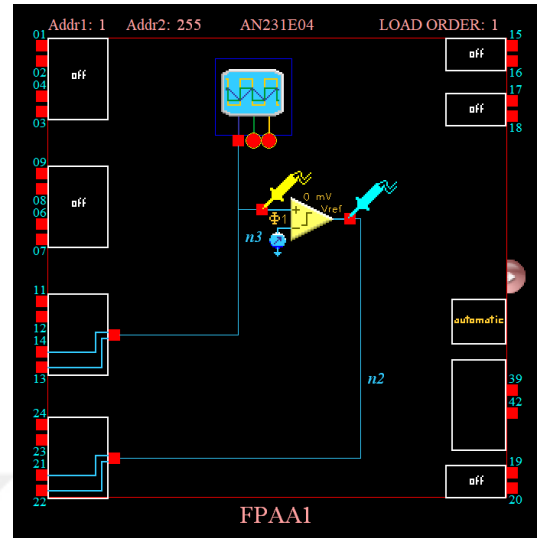 Addr1: 1 Addr2: 255 AN231E04 LOAD ORDER: 1
01
02
04
03
off
09
08
06
07
off
11
12
14
13
24
23
21
22
0 mV
Vref
Φ1
n3
n2
15
16
off
17
18
off
automatic
39
42
19
20
off
FPAA1